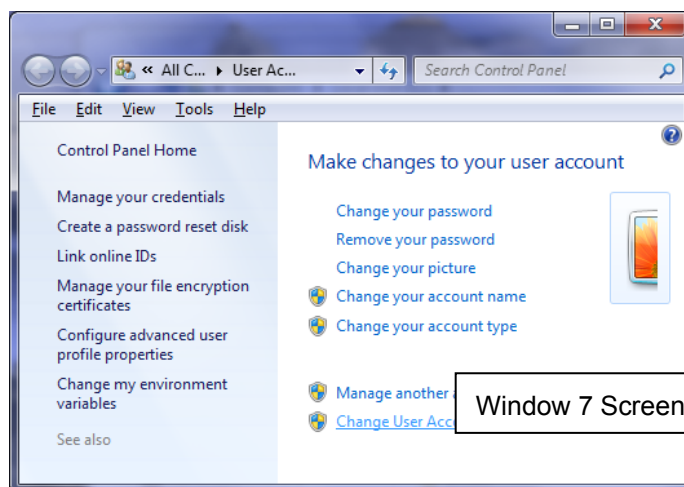 « All C... ▸ User Ac...
Search Control Panel
File Edit View Tools Help
Control Panel Home
Manage your credentials
Create a password reset disk
Link online IDs
Manage your file encryption
certificates
Configure advanced user
profile properties
Change my environment
variables
See also
Make changes to your user account
Change your password
Remove your password
Change your picture
Change your account name
Change your account type
Manage another
Change User
Window 7 Screen